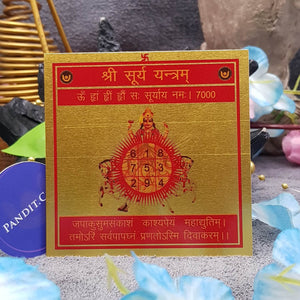 श्री सूर्य यन्त्रम्
ॐ ह्रां ह्रीं ह्रौं सः सूर्याय नमः। 7000
6 1 8
7 5 3
2 9 4
जपाकुसुमसंकाशं काश्यपेयं महाद्युतिम्।
तमोऽरिं सर्वपापघ्नं प्रणतोऽस्मि दिवाकरम्।।
PANDIT.C